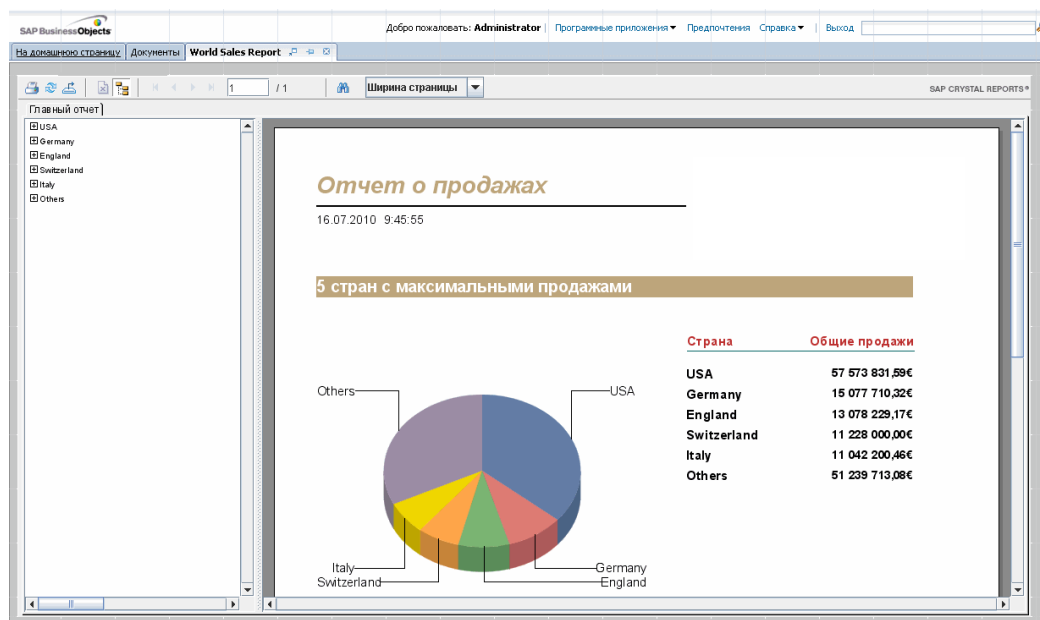 SAP BusinessObjects
Добро пожаловать: Administrator | Программные приложения Предпочтения Справка | Выход
На домашнюю страницу Документы World Sales Report
1 / 1 Ширина страницы SAP CRYSTAL REPORTS®
Главный отчет
USA
Germany
England
Switzerland
Italy
Others
Отчет о продажах
16.07.2010 9:45:55
5 стран с максимальными продажами
Страна Общие продажи
USA 57 573 831,59€
Germany 15 077 710,32€
England 13 078 229,17€
Switzerland 11 228 000,00€
Italy 11 042 200,46€
Others 51 239 713,08€
Others
USA
Italy
Germany
Switzerland
England